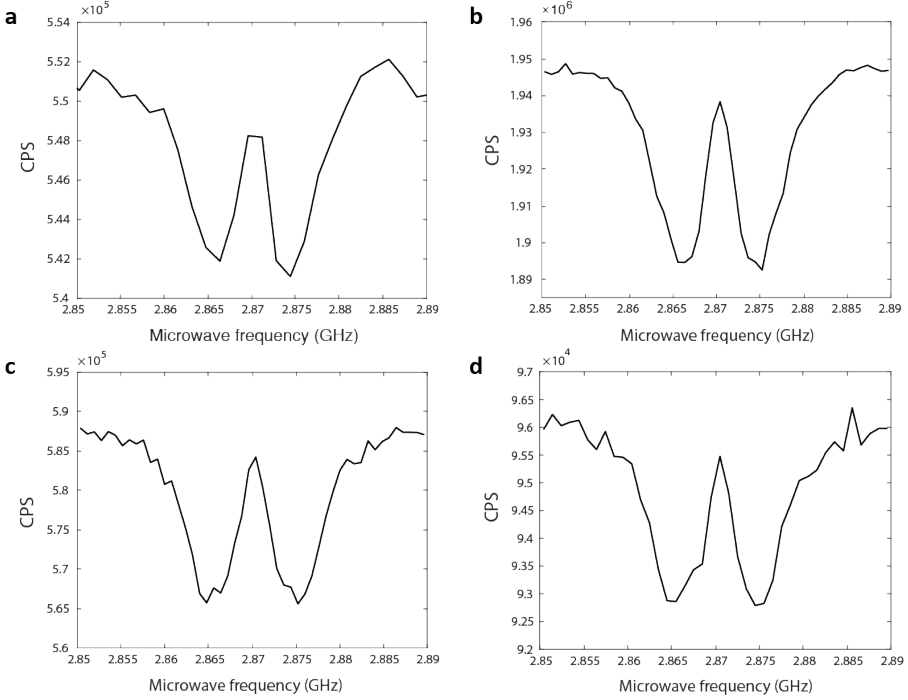 a
×10⁵
5.54
5.52
5.5
5.48
5.46
5.44
5.42
5.4
CPS
2.85 2.855 2.86 2.865 2.87 2.875 2.88 2.885 2.89
Microwave frequency (GHz)
b
×10⁶
1.96
1.95
1.94
1.93
1.92
1.91
1.9
1.89
CPS
2.85 2.855 2.86 2.865 2.87 2.875 2.88 2.885 2.89
Microwave frequency (GHz)
c
×10⁵
5.95
5.9
5.85
5.8
5.75
5.7
5.65
5.6
CPS
2.85 2.855 2.86 2.865 2.87 2.875 2.88 2.885 2.89
Microwave frequency (GHz)
d
×10⁴
9.7
9.65
9.6
9.55
9.5
9.45
9.4
9.35
9.3
9.25
9.2
CPS
2.85 2.855 2.86 2.865 2.87 2.875 2.88 2.885 2.89
Microwave frequency (GHz)